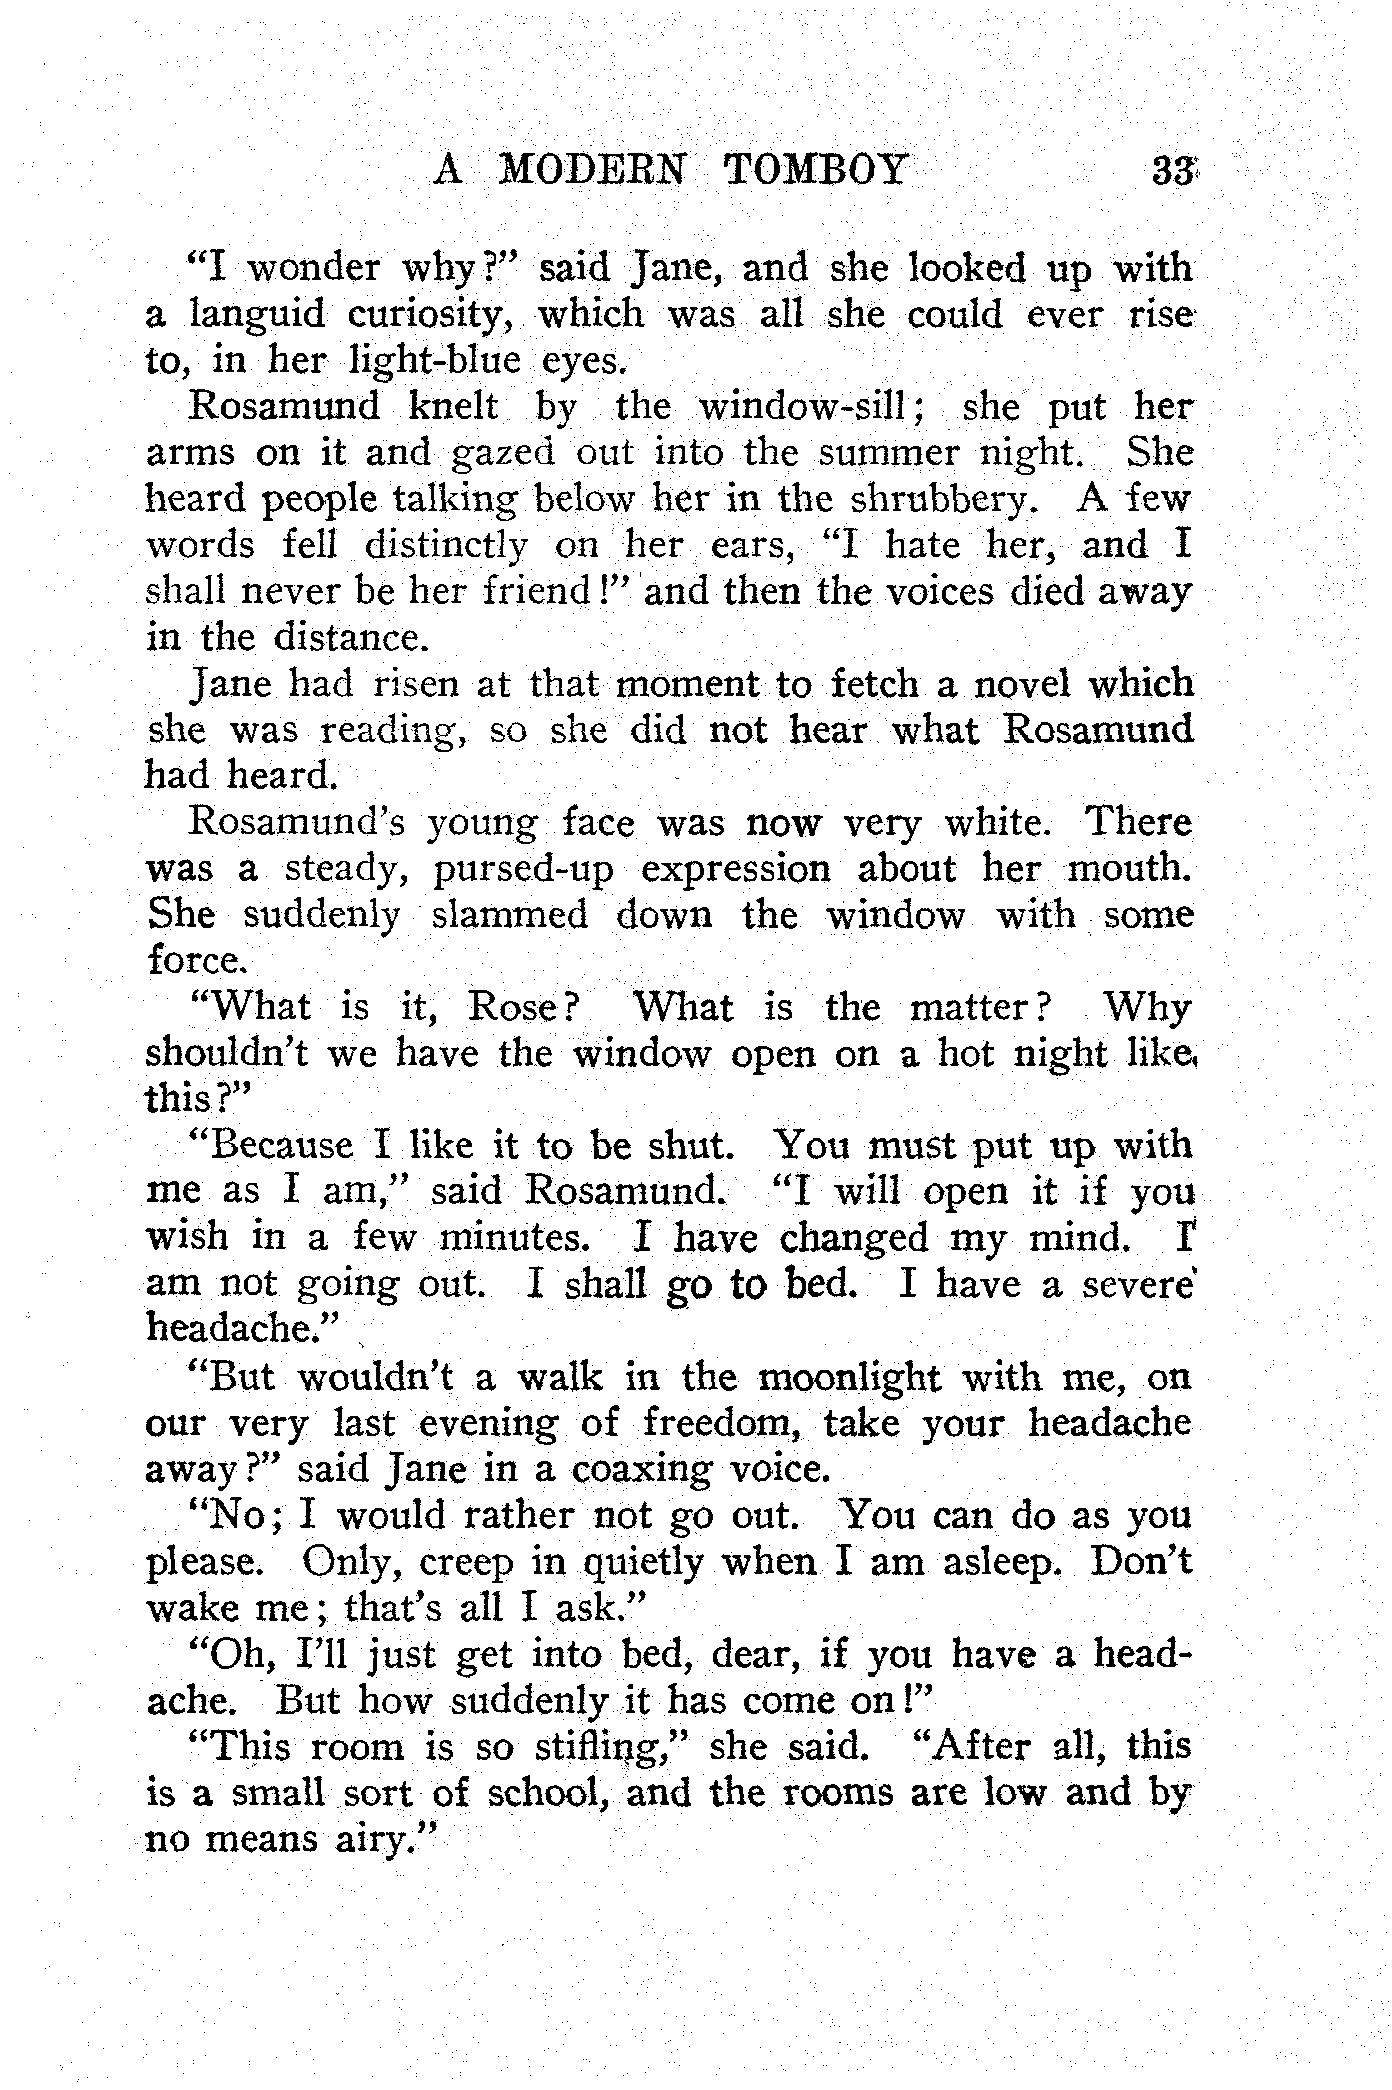 A MODERN TOMBOY 33
“I wonder why?” said Jane, and she looked up with
a languid curiosity, which was all she could ever rise
to, in her light-blue eyes.
Rosamund knelt by the window-sill; she put her
arms on it and gazed out into the summer night. She
heard people talking below her in the shrubbery. A few
words fell distinctly on her ears, “I hate her, and I
shall never be her friend!” and then the voices died away
in the distance.
Jane had risen at that moment to fetch a novel which
she was reading, so she did not hear what Rosamund
had heard.
Rosamund’s young face was now very white. There
was a steady, pursed-up expression about her mouth.
She suddenly slammed down the window with some
force.
“What is it, Rose? What is the matter? Why
shouldn’t we have the window open on a hot night like
this?”
“Because I like it to be shut. You must put up with
me as I am,” said Rosamund. “I will open it if you
wish in a few minutes. I have changed my mind. I
am not going out. I shall go to bed. I have a severe
headache.”
“But wouldn’t a walk in the moonlight with me, on
our very last evening of freedom, take your headache
away?” said Jane in a coaxing voice.
“No; I would rather not go out. You can do as you
please. Only, creep in quietly when I am asleep. Don’t
wake me; that’s all I ask.”
“Oh, I’ll just get into bed, dear, if you have a head-
ache. But how suddenly it has come on!”
“This room is so stifling,” she said. “After all, this
is a small sort of school, and the rooms are low and by
no means airy.”